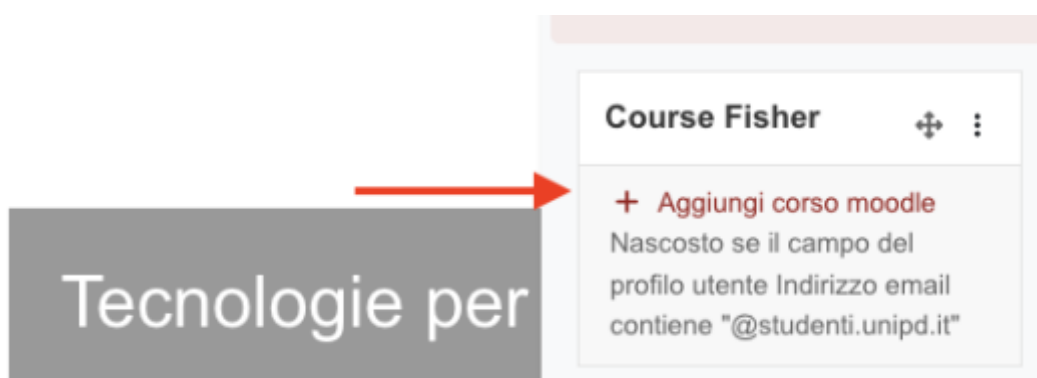 Course Fisher
+ Aggiungi corso moodle
Nascosto se il campo del
profilo utente Indirizzo email
contiene "@studenti.unipd.it"
Tecnologie per